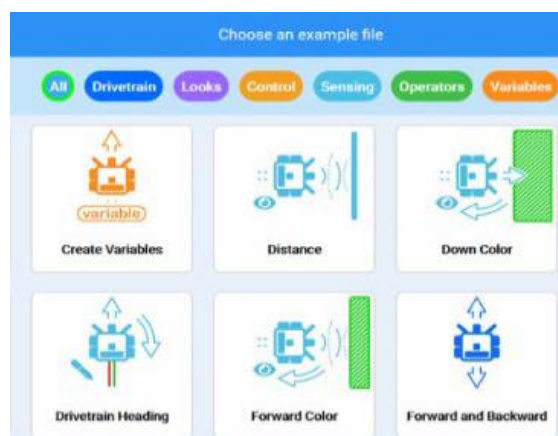 Choose an example file
All Drivetrain Looks Control Sensing Operators Variables
(variable)
Create Variables Distance Down Color
Drivetrain Heading Forward Color Forward and Backward